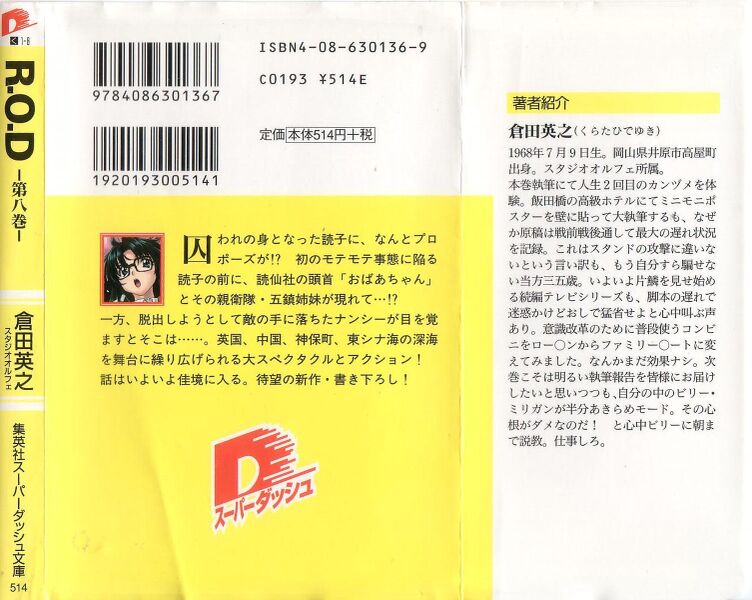 D
く 1-8
R.O.D
―第八巻―
倉田英之
スタジオオルフェ
集英社スーパーダッシュ文庫
514
9784086301367
1920193005141
ISBN4-08-630136-9
C0193 ¥514E
定価 本体514円+税
囚われの身となった読子に、なんとプロ
ポーズが!? 初のモテモテ事態に陥る
読子の前に、読仙社の頭首「おばあちゃん」
とその親衛隊・五鎮姉妹が現れて…!?
一方、脱出しようとして敵の手に落ちたナンシーが目を覚
ますとそこは……。英国、中国、神保町、東シナ海の深海
を舞台に繰り広げられる大スペクタクルとアクション!
話はいよいよ佳境に入る。待望の新作・書き下ろし!
D
スーパーダッシュ
著者紹介
倉田英之(くらたひでゆき)
1968年7月9日生。岡山県井原市高屋町
出身。スタジオオルフェ所属。
本巻執筆にて人生2回目のカンヅメを体
験。飯田橋の高級ホテルにてミニモニポ
スターを壁に貼って大執筆するも、なぜ
か原稿は戦前戦後通して最大の遅れ状況
を記録。これはスタンドの攻撃に違いな
いという言い訳も、もう自分すら騙せな
い当方三五歳。いよいよ片鱗を見せ始め
る続編テレビシリーズも、脚本の遅れで
迷惑かけどおしで猛省せよと心中叫ぶ声
あり。意識改革のために普段使うコンビ
ニをロー〇ンからファミリー〇ートに変
えてみました。なんかまだ効果ナシ。次
巻こそは明るい執筆報告を皆様にお届け
したいと思いつつも、自分の中のビリー・
ミリガンが半分あきらめモード。その心
根がダメなのだ! と心中ビリーに朝ま
で説教。仕事しろ。